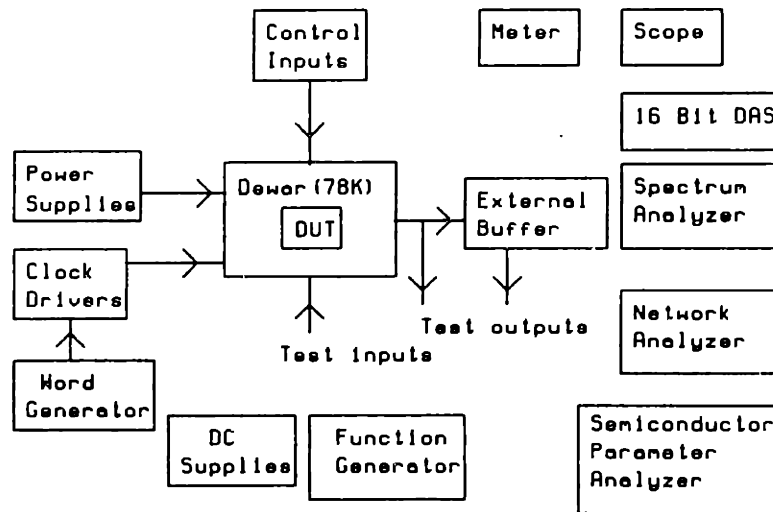 Control
Inputs
Meter
Scope
16 Bit DAS
Power
Supplies
Dewar (78K)
DUT
External
Buffer
Spectrum
Analyzer
Clock
Drivers
Test inputs
Test outputs
Network
Analyzer
Word
Generator
DC
Supplies
Function
Generator
Semiconductor
Parameter
Analyzer